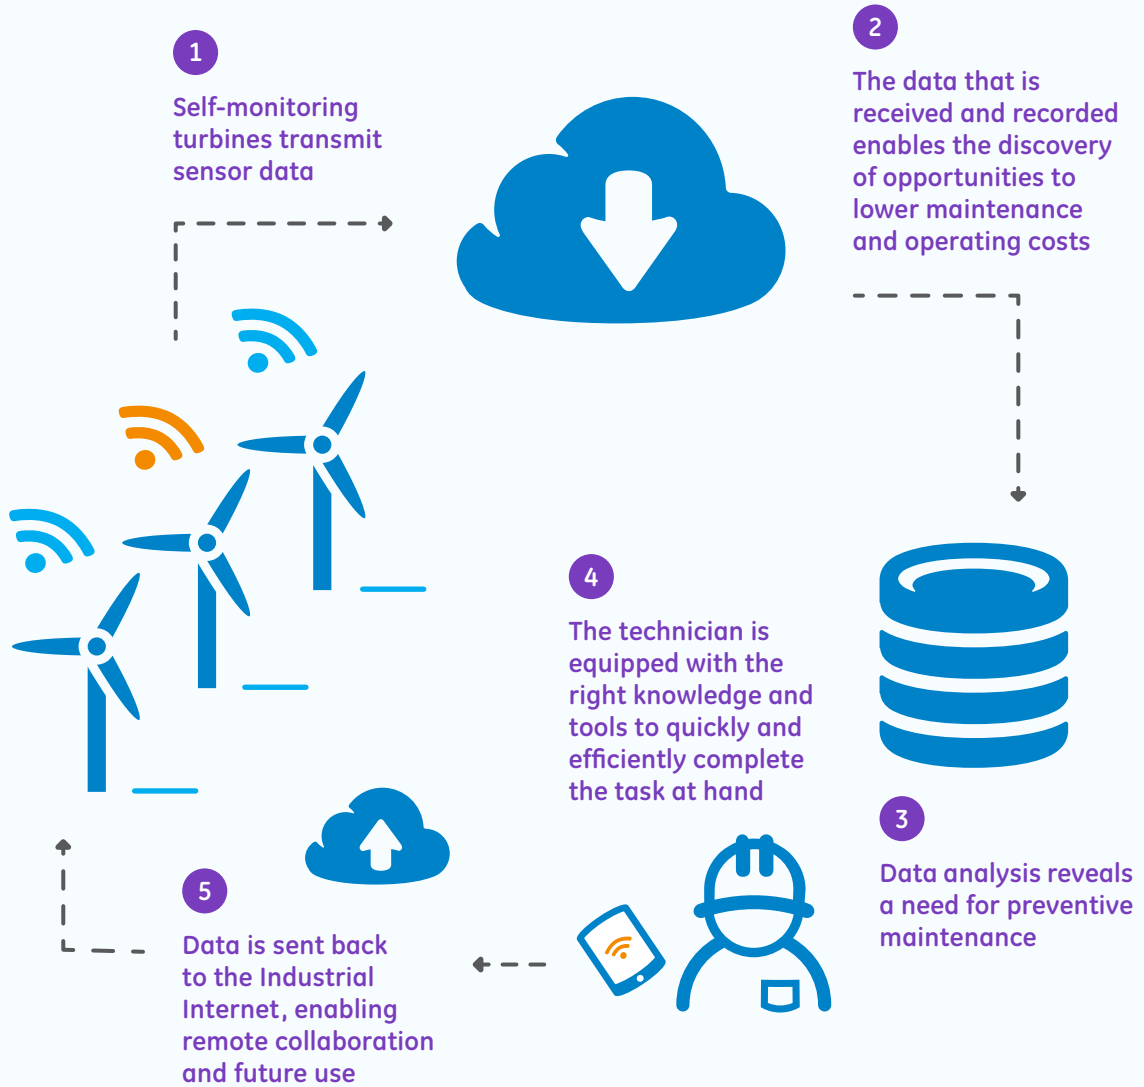 1
Self-monitoring
turbines transmit
sensor data
2
The data that is
received and recorded
enables the discovery
of opportunities to
lower maintenance
and operating costs
3
Data analysis reveals
a need for preventive
maintenance
4
The technician is
equipped with the
right knowledge and
tools to quickly and
efficiently complete
the task at hand
5
Data is sent back
to the Industrial
Internet, enabling
remote collaboration
and future use